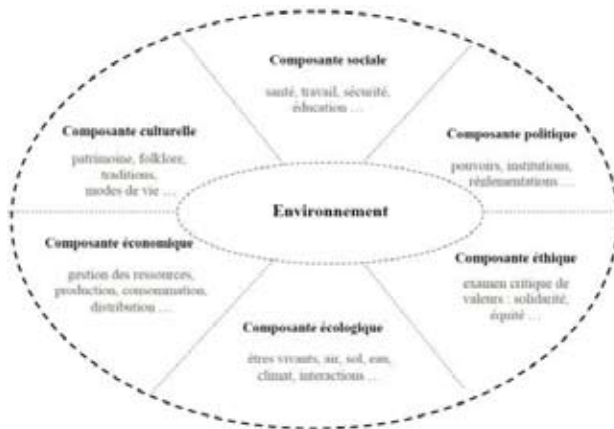 Composante sociale
santé, travail, sécurité,
éducation …
Composante culturelle
patrimoine, folklore,
traditions,
modes de vie …
Composante politique
pouvoirs, institutions,
réglementations …
Environnement
Composante économique
gestion des ressources,
production, consommation,
distribution …
Composante éthique
examen critique de
valeurs : solidarité,
équité …
Composante écologique
êtres vivants, air, sol, eau,
climat, interactions …